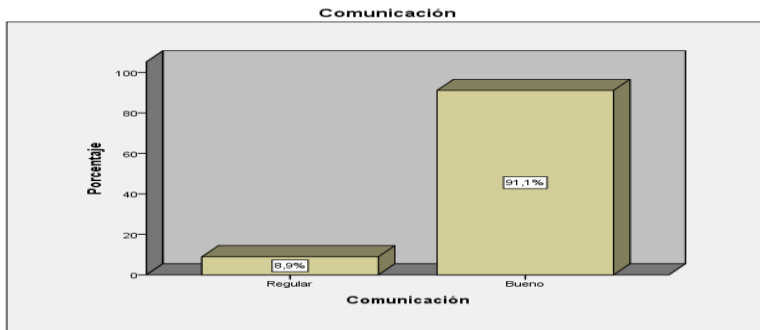 Comunicación
Porcentaje
100
80
60
40
20
0
91,1%
8,9%
Regular
Bueno
Comunicación